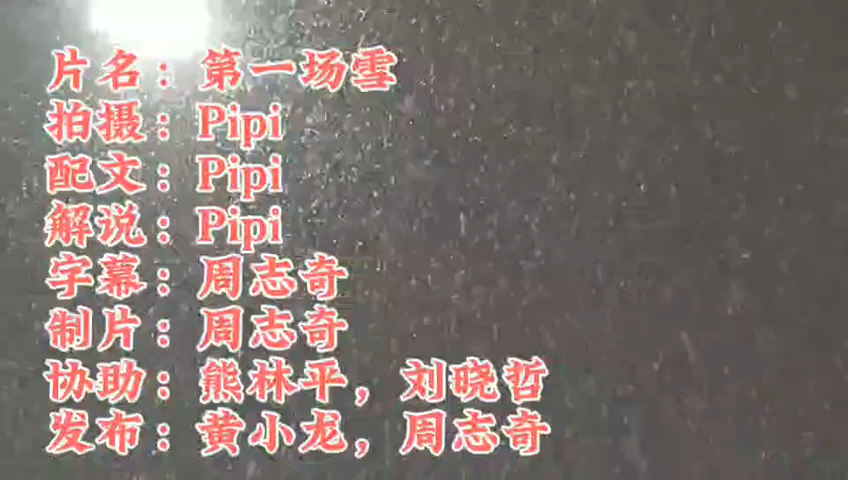 片名：第一场雪
拍摄：Pipi
配文：Pipi
解说：Pipi
字幕：周志奇
制片：周志奇
协助：熊林平，刘晓哲
发布：黄小龙，周志奇